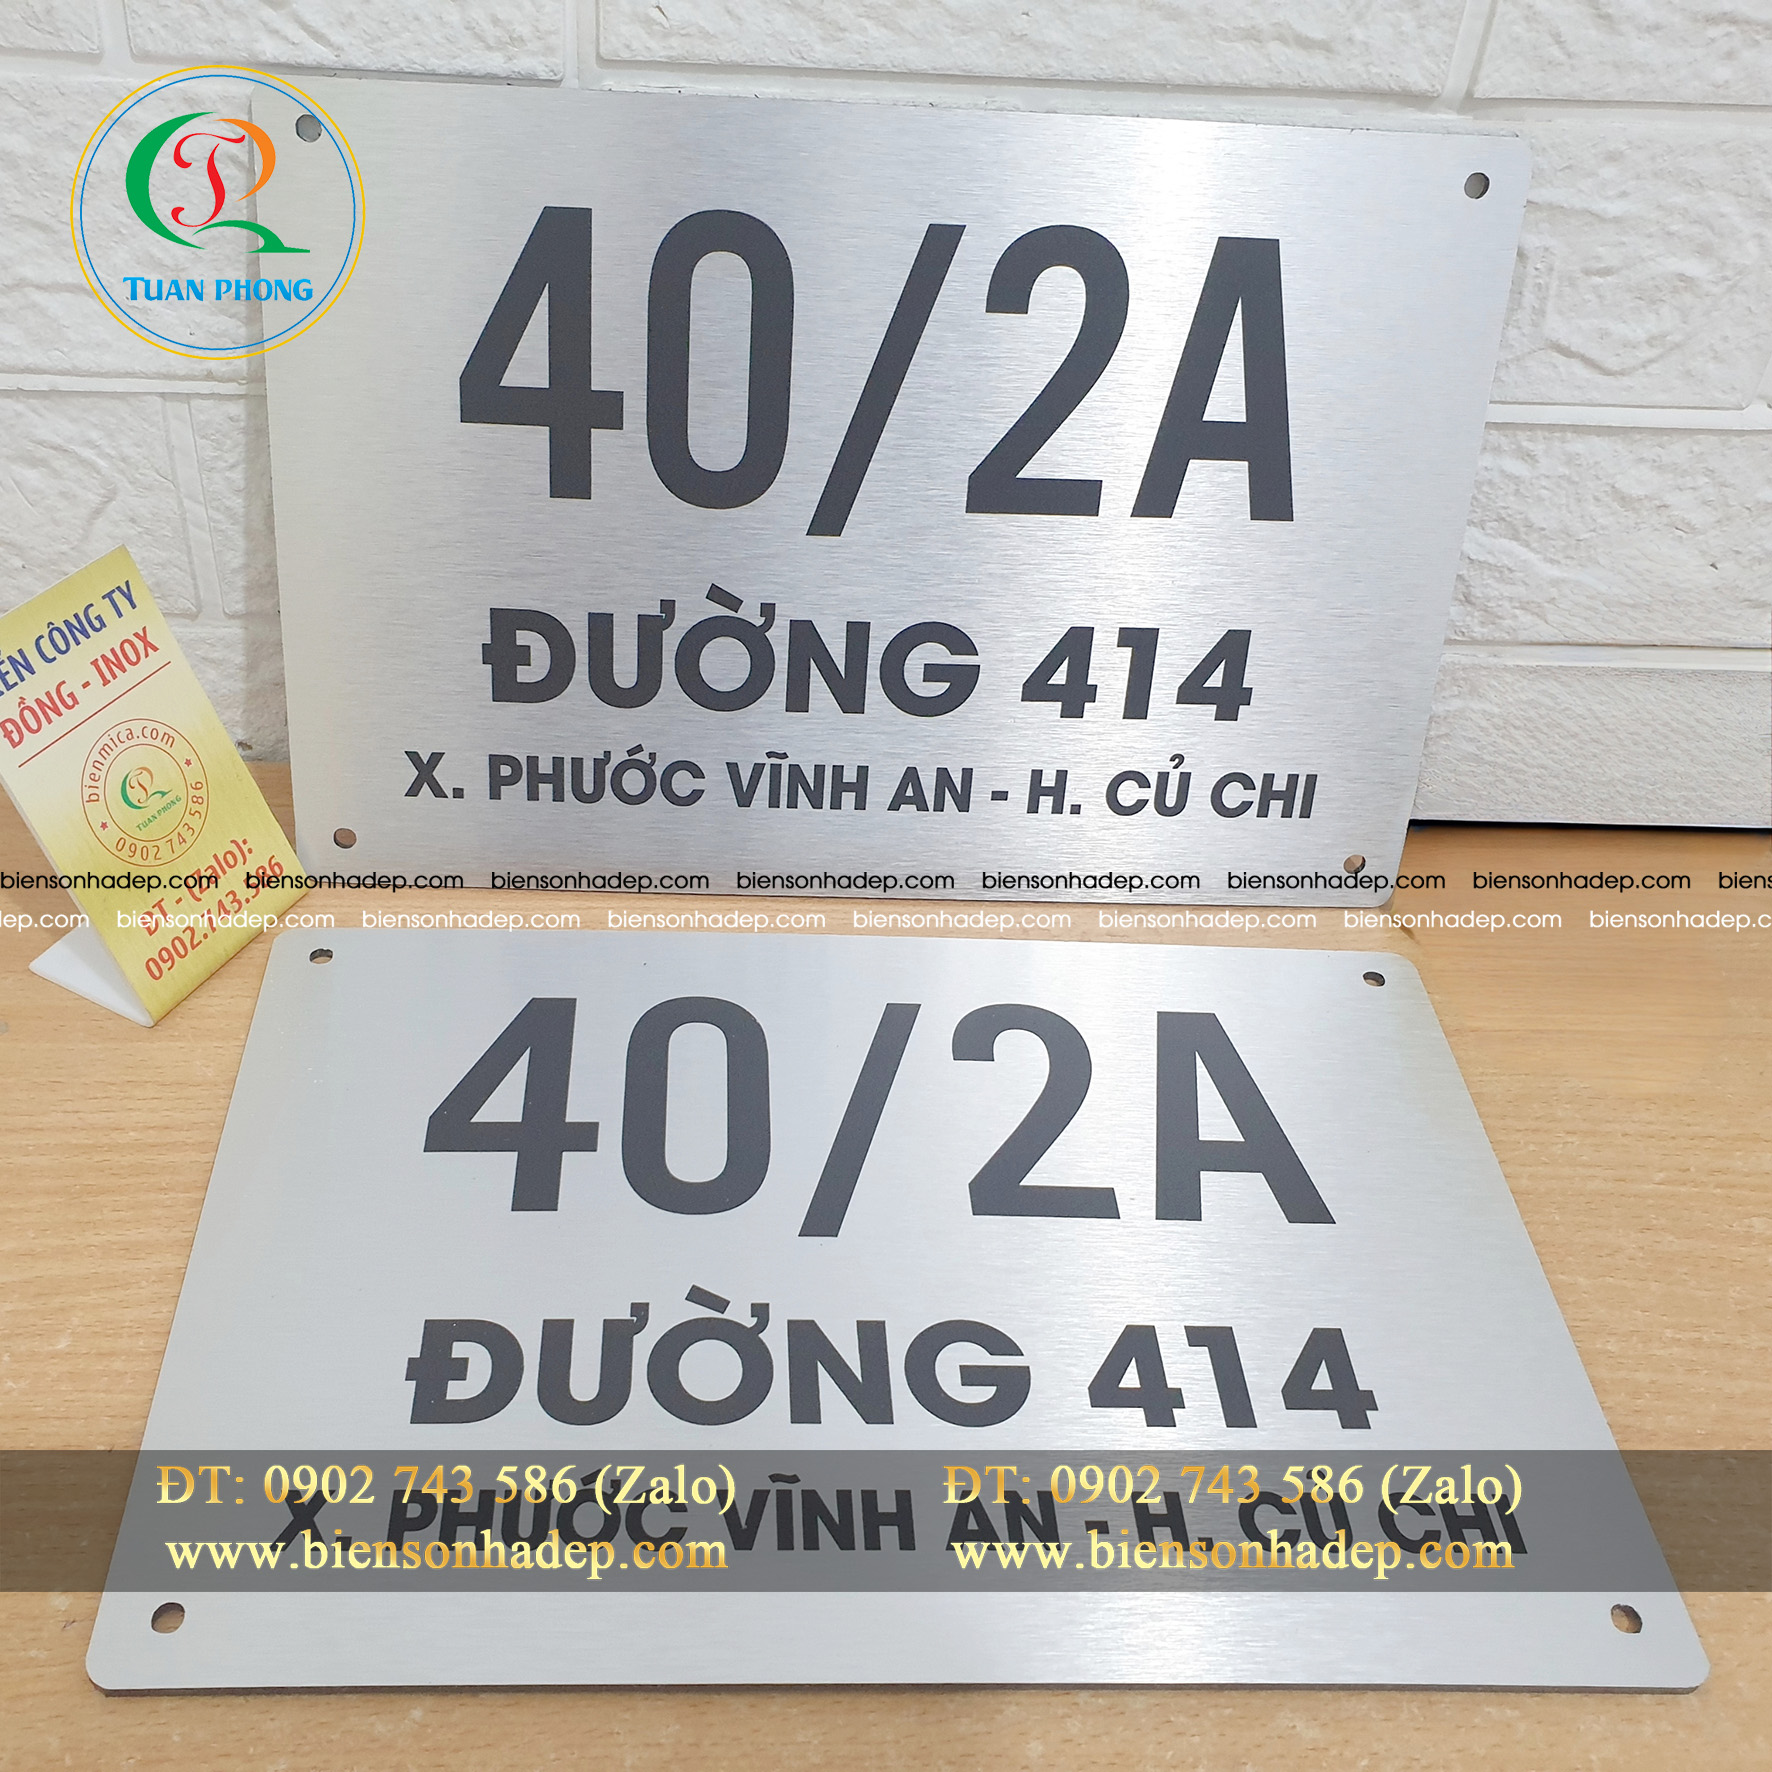 TUAN PHONG
40/2A
ĐƯỜNG 414
X. PHƯỚC VĨNH AN - H. CỦ CHI
CÔNG TY
ĐỒNG - INOX
bienmica.com
TUAN PHONG
0902 743 586
ĐT - (Zalo):
0902.743.586
biensonhadep.com biensonhadep.com biensonhadep.com biensonhadep.com biensonhadep.com biensonhadep.com biensonhadep.com
biensonhadep.com biensonhadep.com biensonhadep.com biensonhadep.com biensonhadep.com biensonhadep.com biensonhadep.com
40/2A
ĐƯỜNG 414
X. PHƯỚC VĨNH AN - H. CỦ CHI
ĐT: 0902 743 586 (Zalo) ĐT: 0902 743 586 (Zalo)
www.biensonhadep.com www.biensonhadep.com